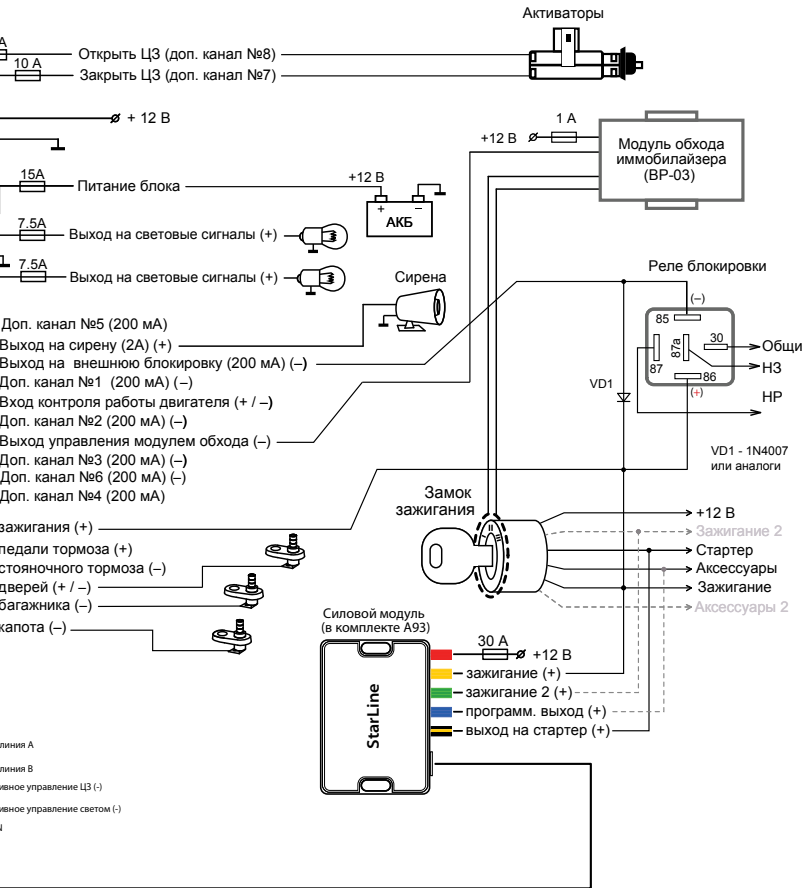 Активаторы
А
Открыть ЦЗ (доп. канал №8)
10 А
Закрыть ЦЗ (доп. канал №7)
+ 12 В
1 А
+12 В
Модуль обхода
иммобилайзера
(BP-03)
15А
Питание блока
+12 В
+ –
АКБ
7.5А
Выход на световые сигналы (+)
7.5А
Выход на световые сигналы (+)
Сирена
Реле блокировки
(–)
85
30
87а
87
86
(+)
Общи
НЗ
НР
VD1
VD1 - 1N4007
или аналоги
Доп. канал №5 (200 мА)
Выход на сирену (2А) (+)
Выход на внешнюю блокировку (200 мА) (–)
Доп. канал №1 (200 мА) (–)
Вход контроля работы двигателя (+ / –)
Доп. канал №2 (200 мА) (–)
Выход управления модулем обхода (–)
Доп. канал №3 (200 мА) (–)
Доп. канал №6 (200 мА) (–)
Доп. канал №4 (200 мА)
зажигания (+)
педали тормоза (+)
стояночного тормоза (–)
дверей (+ / –)
багажника (–)
капота (–)
Замок
зажигания
I II III
+12 В
Зажигание 2
Стартер
Аксессуары
Зажигание
Аксессуары 2
Силовой модуль
(в комплекте А93)
StarLine
30 А
+12 В
зажигание (+)
зажигание 2 (+)
программ. выход (+)
выход на стартер (+)
линия А
линия В
ивное управление ЦЗ (-)
ивное управление светом (-)